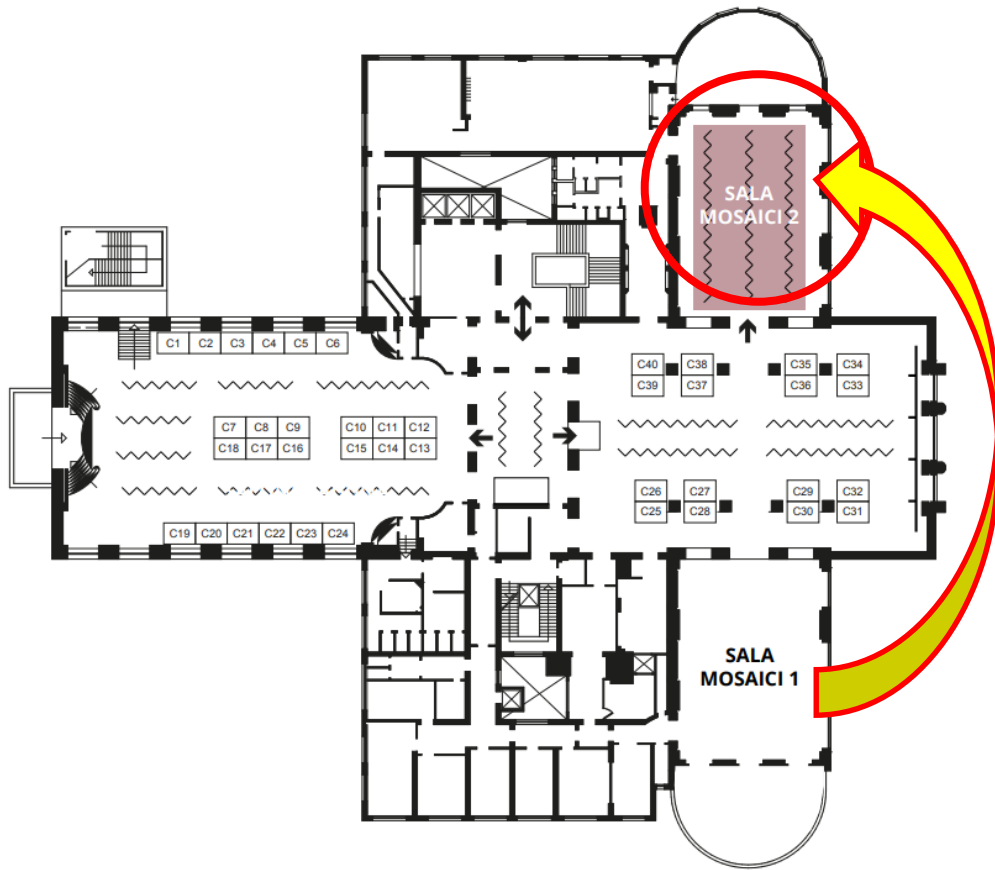 SALA
MOSAICI 2
C1 C2 C3 C4 C5 C6
C40 C38 C35 C34
C39 C37 C36 C33
C7 C8 C9 C10 C11 C12
C18 C17 C16 C15 C14 C13
C26 C27 C29 C32
C25 C28 C30 C31
C19 C20 C21 C22 C23 C24
SALA
MOSAICI 1